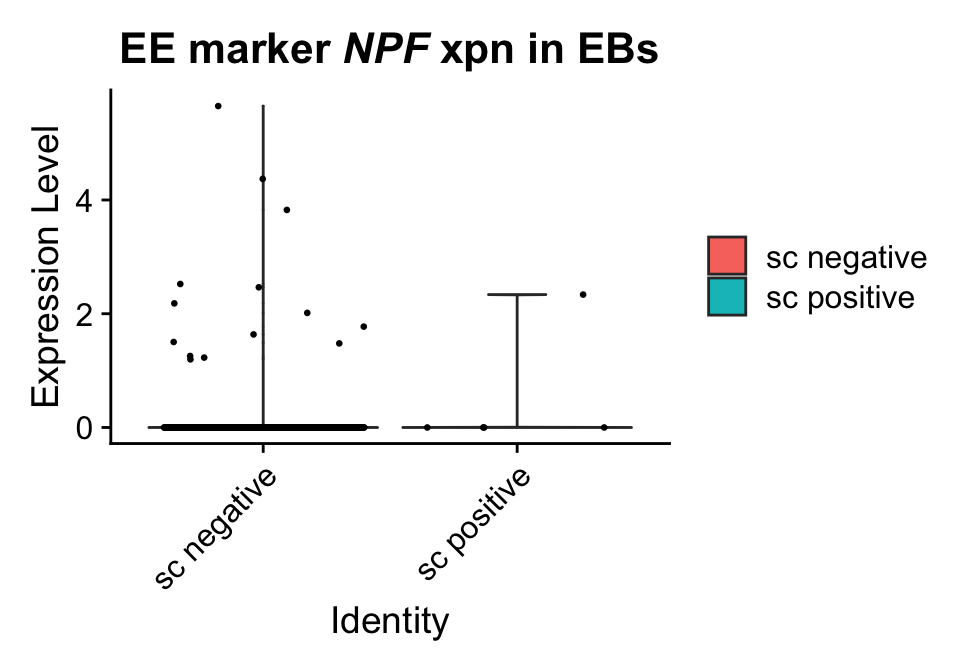 EE marker NPF xpn in EBs
Expression Level
4
2
0
sc negative
sc positive
Identity
sc negative
sc positive